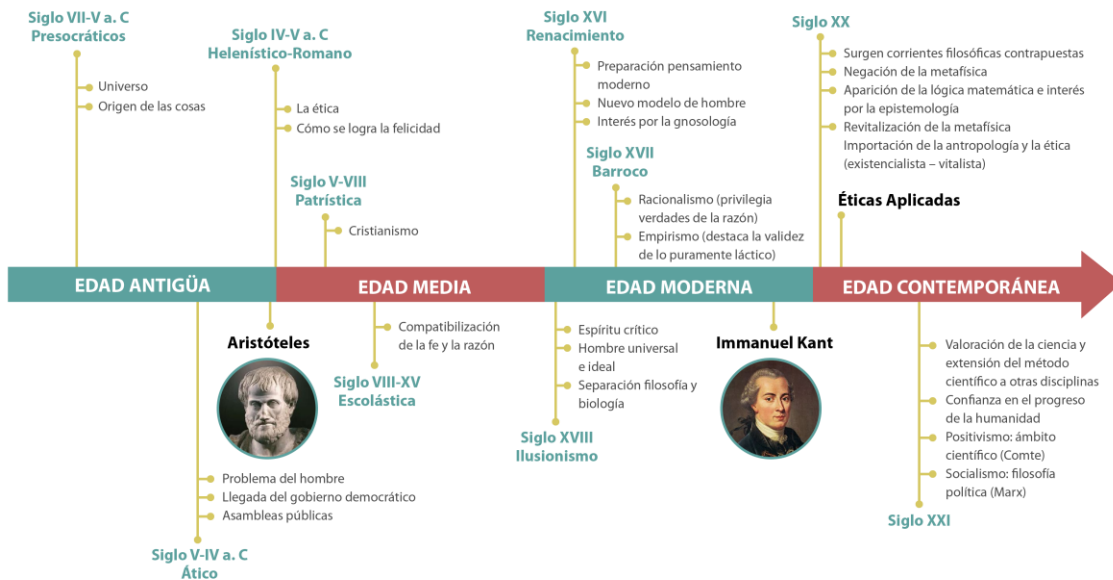 Siglo VII-V a. C
Presocráticos
Universo
Origen de las cosas
Siglo IV-V a. C
Helenístico-Romano
La ética
Cómo se logra la felicidad
Siglo V-VIII
Patrística
Cristianismo
Siglo XVI
Renacimiento
Preparación pensamiento
moderno
Nuevo modelo de hombre
Interés por la gnosología
Siglo XVII
Barroco
Racionalismo (privilegia
verdades de la razón)
Empirismo (destaca la validez
de lo puramente láctico)
Siglo XX
Surgen corrientes filosóficas contrapuestas
Negación de la metafísica
Aparición de la lógica matemática e interés
por la epistemología
Revitalización de la metafísica
Importación de la antropología y la ética
(existencialista – vitalista)
Éticas Aplicadas
EDAD ANTIGÜA
EDAD MEDIA
EDAD MODERNA
EDAD CONTEMPORÁNEA
Aristóteles
Problema del hombre
Llegada del gobierno democrático
Asambleas públicas
Siglo V-IV a. C
Ático
Compatibilización
de la fe y la razón
Siglo VIII-XV
Escolástica
Espíritu crítico
Hombre universal
e ideal
Separación filosofía y
biología
Siglo XVIII
Ilusionismo
Immanuel Kant
Valoración de la ciencia y
extensión del método
científico a otras disciplinas
Confianza en el progreso
de la humanidad
Positivismo: ámbito
científico (Comte)
Socialismo: filosofía
política (Marx)
Siglo XXI